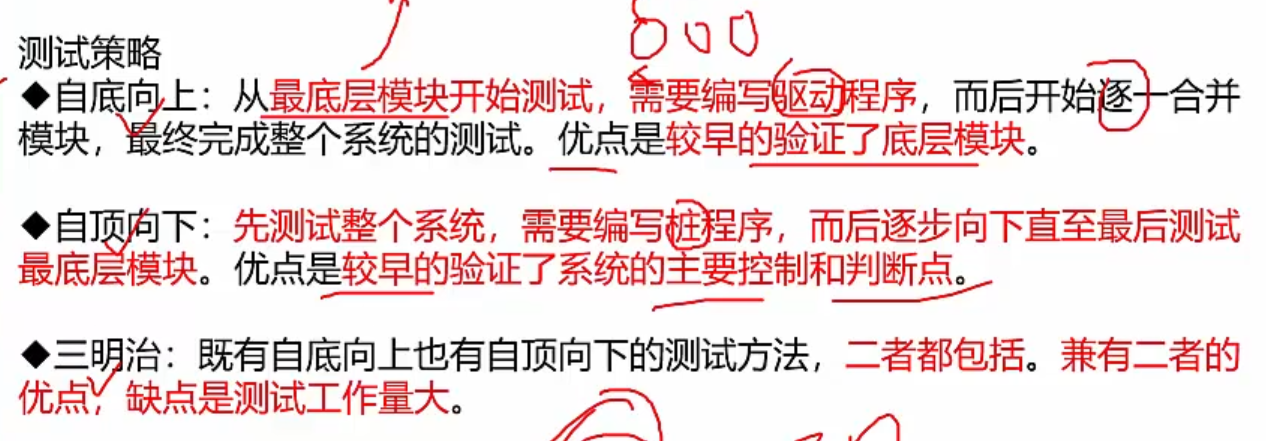 测试策略
◆自底向上：从最底层模块开始测试，需要编写驱动程序，而后开始逐一合并
模块，最终完成整个系统的测试。优点是较早的验证了底层模块。
◆自顶向下：先测试整个系统，需要编写桩程序，而后逐步向下直至最后测试
最底层模块。优点是较早的验证了系统的主要控制和判断点。
◆三明治：既有自底向上也有自顶向下的测试方法，二者都包括。兼有二者的
优点，缺点是测试工作量大。